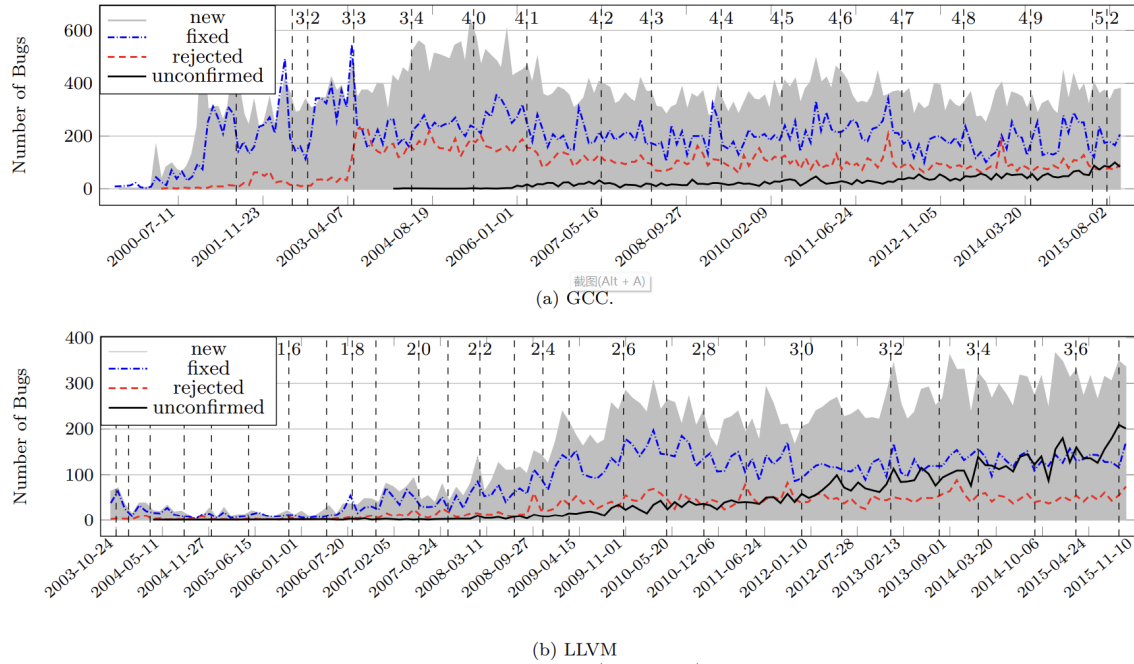 new
fixed
rejected
unconfirmed
3.2 3.3 3.4 4.0 4.1 4.2 4.3 4.4 4.5 4.6 4.7 4.8 4.9 5.2
Number of Bugs
600
400
200
0
2000-07-11 2001-11-23 2003-04-07 2004-08-19 2006-01-01 2007-05-16 2008-09-27 2010-02-09 2011-06-24 2012-11-05 2014-03-20 2015-08-02
截图(Alt + A)
(a) GCC.
new
fixed
rejected
unconfirmed
1.6 1.8 2.0 2.2 2.4 2.6 2.8 3.0 3.2 3.4 3.6
Number of Bugs
400
300
200
100
0
2003-10-24 2004-05-11 2004-11-27 2005-06-15 2006-01-01 2006-07-20 2007-02-05 2007-08-24 2008-03-11 2008-09-27 2009-04-15 2009-11-01 2010-05-20 2010-12-06 2011-06-24 2012-01-10 2012-07-28 2013-02-13 2013-09-01 2014-03-20 2014-10-06 2015-04-24 2015-11-10
(b) LLVM